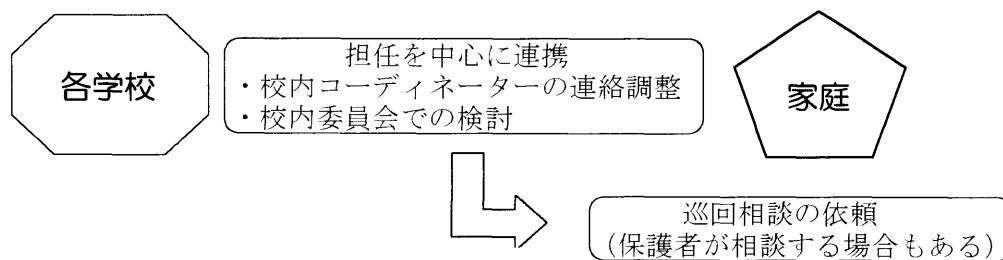 各学校
担任を中心に連携
・校内コーディネーターの連絡調整
・校内委員会での検討
家庭
巡回相談の依頼
(保護者が相談する場合もある)